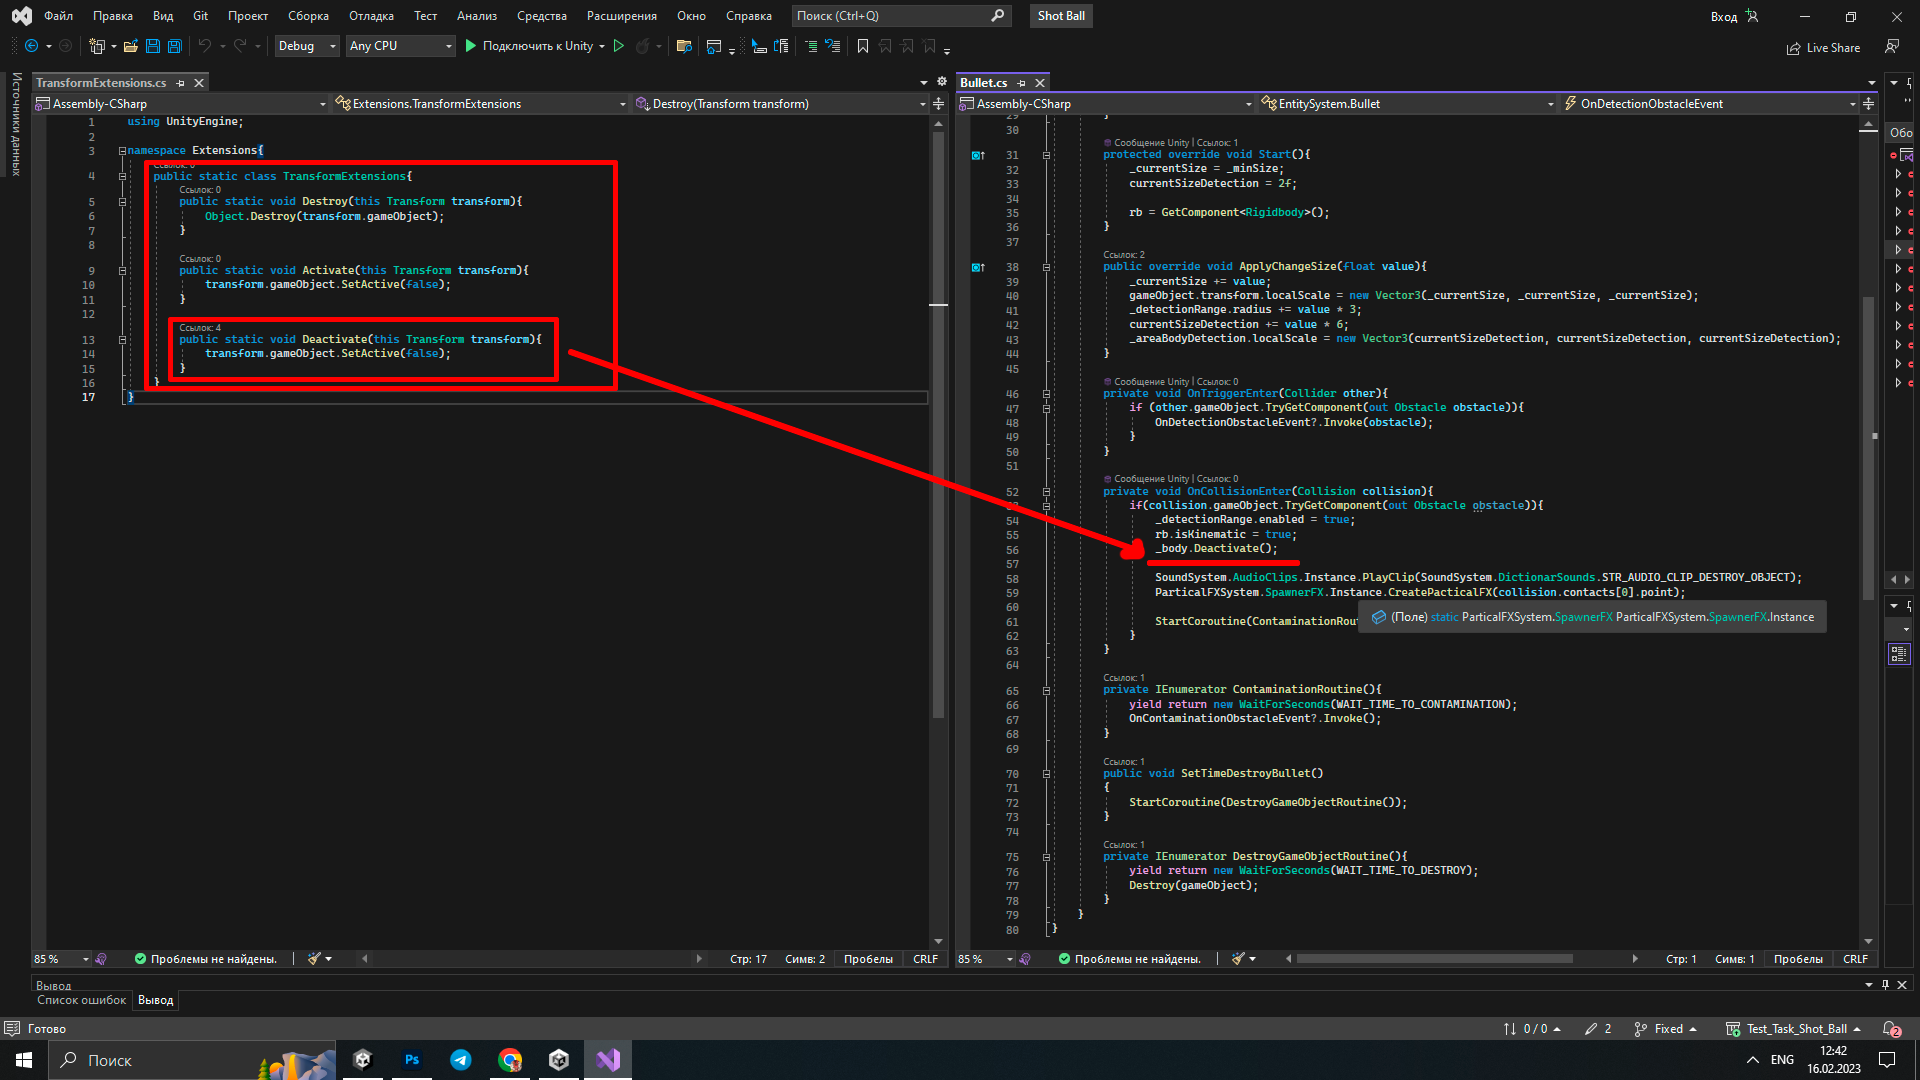 Файл Правка Вид Git Проект Сборка Отладка Тест Анализ Средства Расширения Окно Справка Поиск (Ctrl+Q) Shot Ball Вход
Debug Any CPU Подключить к Unity Live Share
Источники данных
TransformExtensions.cs
Assembly-CSharp Extensions.TransformExtensions Destroy(Transform transform)
1 using UnityEngine;
2
3 namespace Extensions{
Ссылок: 0
4 public static class TransformExtensions{
Ссылок: 0
5 public static void Destroy(this Transform transform){
6 Object.Destroy(transform.gameObject);
7 }
8
Ссылок: 0
9 public static void Activate(this Transform transform){
10 transform.gameObject.SetActive(false);
11 }
12
Ссылок: 4
13 public static void Deactivate(this Transform transform){
14 transform.gameObject.SetActive(false);
15 }
16 }
17 }
85 % Проблемы не найдены. Стр: 17 Симв: 2 Пробелы CRLF
Bullet.cs
Assembly-CSharp EntitySystem.Bullet OnDetectionObstacleEvent
29 }
30
Сообщение Unity | Ссылок: 1
31 protected override void Start(){
32 _currentSize = _minSize;
33 currentSizeDetection = 2f;
34
35 rb = GetComponent<Rigidbody>();
36 }
37
Ссылок: 2
38 public override void ApplyChangeSize(float value){
39 _currentSize += value;
40 gameObject.transform.localScale = new Vector3(_currentSize, _currentSize, _currentSize);
41 _detectionRange.radius += value * 3;
42 currentSizeDetection += value * 6;
43 _areaBodyDetection.localScale = new Vector3(currentSizeDetection, currentSizeDetection, currentSizeDetection);
44 }
45
Сообщение Unity | Ссылок: 0
46 private void OnTriggerEnter(Collider other){
47 if (other.gameObject.TryGetComponent(out Obstacle obstacle)){
48 OnDetectionObstacleEvent?.Invoke(obstacle);
49 }
50 }
51
Сообщение Unity | Ссылок: 0
52 private void OnCollisionEnter(Collision collision){
if(collision.gameObject.TryGetComponent(out Obstacle obstacle)){
54 _detectionRange.enabled = true;
55 rb.isKinematic = true;
56 _body.Deactivate();
57
58 SoundSystem.AudioClips.Instance.PlayClip(SoundSystem.DictionarSounds.STR_AUDIO_CLIP_DESTROY_OBJECT);
59 ParticalFXSystem.SpawnerFX.Instance.CreatePacticalFX(collision.contacts[0].point);
60
61 StartCoroutine(ContaminationRou
(Поле) static ParticalFXSystem.SpawnerFX ParticalFXSystem.SpawnerFX.Instance
62 }
63 }
64
Ссылок: 1
65 private IEnumerator ContaminationRoutine(){
66 yield return new WaitForSeconds(WAIT_TIME_TO_CONTAMINATION);
67 OnContaminationObstacleEvent?.Invoke();
68 }
69
Ссылок: 1
70 public void SetTimeDestroyBullet()
71 {
72 StartCoroutine(DestroyGameObjectRoutine());
73 }
74
Ссылок: 1
75 private IEnumerator DestroyGameObjectRoutine(){
76 yield return new WaitForSeconds(WAIT_TIME_TO_DESTROY);
77 Destroy(gameObject);
78 }
79 }
80 }
85 % Проблемы не найдены. Стр: 1 Симв: 1 Пробелы CRLF
Обо
Вывод
Список ошибок Вывод
Готово 0 / 0 2 Fixed Test_Task_Shot_Ball 2
Поиск Ps ENG 12:42
16.02.2023